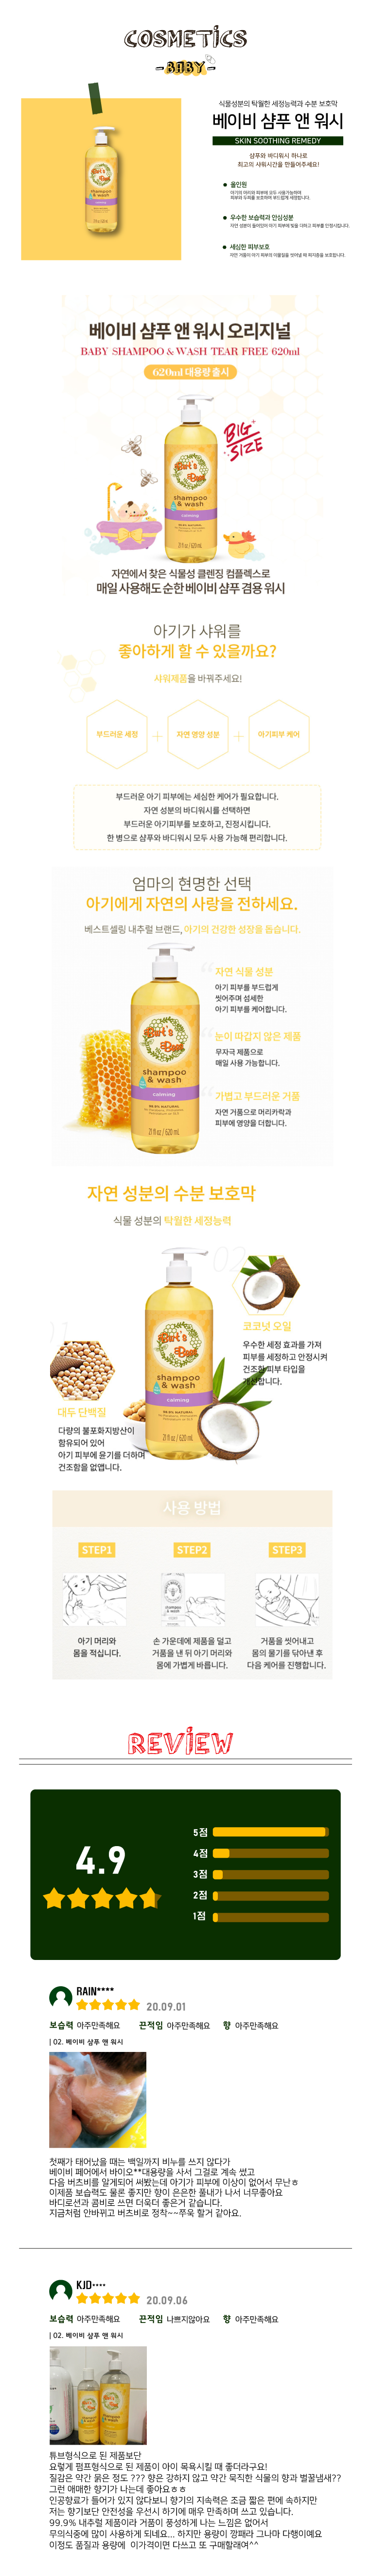 COSMETICS
BABY
식물성분의 탁월한 세정능력과 수분 보호막
베이비 샴푸 앤 워시
SKIN SOOTHING REMEDY
샴푸와 바디워시 하나로
최고의 샤워시간을 만들어주세요!
올인원
아기의 머리와 피부에 모두 사용가능하며
피부와 두피를 보호하며 부드럽게 세정합니다.
우수한 보습력과 안심성분
자연 성분이 들어있어 아기 피부에 빛을 더하고 피부를 진정시킵니다.
세심한 피부보호
자연 거품이 아기 피부의 이물질을 씻어낼 때 피지층을 보호합니다.
베이비 샴푸 앤 워시 오리지널
BABY SHAMPOO & WASH TEAR FREE 620ml
620ml 대용량 출시
BIG
SIZE
shampoo
& wash
calming
21 fl oz / 620 mL
자연에서 찾은 식물성 클렌징 컴플렉스로
매일 사용해도 순한 베이비 샴푸 겸용 워시
아기가 샤워를
좋아하게 할 수 있을까요?
샤워제품을 바꿔주세요!
부드러운 세정 + 자연 영양 성분 + 아기피부 케어
부드러운 아기 피부에는 세심한 케어가 필요합니다.
자연 성분의 바디워시를 선택하면
부드러운 아기피부를 보호하고, 진정시킵니다.
한 병으로 샴푸와 바디워시 모두 사용 가능해 편리합니다.
엄마의 현명한 선택
아기에게 자연의 사랑을 전하세요.
베스트셀링 내추럴 브랜드, 아기의 건강한 성장을 돕습니다.
자연 식물 성분
아기 피부를 부드럽게
씻어주며 섬세한
아기 피부를 케어합니다.
눈이 따갑지 않은 제품
무자극 제품으로
매일 사용 가능합니다.
가볍고 부드러운 거품
자연 거품으로 머리카락과
피부에 영양을 더합니다.
shampoo
& wash
calming
21 fl oz / 620 mL
자연 성분의 수분 보호막
식물 성분의 탁월한 세정능력
02
코코넛 오일
우수한 세정 효과를 가져
피부를 세정하고 안정시켜
건조한 피부 타입을
개선합니다.
01
대두 단백질
다량의 불포화지방산이
함유되어 있어
아기 피부에 윤기를 더하며
건조함을 없앱니다.
shampoo
& wash
calming
21 fl oz / 620 mL
사용 방법
STEP1 STEP2 STEP3
아기 머리와
몸을 적십니다.
손 가운데에 제품을 덜고
거품을 낸 뒤 아기 머리와
몸에 가볍게 바릅니다.
거품을 씻어내고
몸의 물기를 닦아낸 후
다음 케어를 진행합니다.
REVIEW
4.9
5점
4점
3점
2점
1점
RAIN****
20.09.01
보습력 아주만족해요 끈적임 아주만족해요 향 아주만족해요
| 02. 베이비 샴푸 앤 워시
첫째가 태어났을 때는 백일까지 비누를 쓰지 않다가
베이비 페어에서 바이오**대용량을 사서 그걸로 계속 썼고
다음 버츠비를 알게되어 써봤는데 아기가 피부에 이상이 없어서 무난ㅎ
이제품 보습력도 물론 좋지만 향이 은은한 풀내가 나서 너무좋아요
바디로션과 콤비로 쓰면 더욱더 좋은거 같습니다.
지금처럼 안바뀌고 버츠비로 정착~~쭈욱 할거 같아요.
KJD****
20.09.06
보습력 아주만족해요 끈적임 나쁘지않아요 향 아주만족해요
| 02. 베이비 샴푸 앤 워시
튜브형식으로 된 제품보단
요렇게 펌프형식으로 된 제품이 아이 목욕시킬 때 좋더라구요!
질감은 약간 묽은 정도 ??? 향은 강하지 않고 약간 묵직한 식물의 향과 벌꿀냄새??
그런 애매한 향기가 나는데 좋아요ㅎㅎ
인공향료가 들어가 있지 않다보니 향기의 지속력은 조금 짧은 편에 속하지만
저는 향기보단 안전성을 우선시 하기에 매우 만족하며 쓰고 있습니다.
99.9% 내추럴 제품이라 거품이 풍성하게 나는 느낌은 없어서
무의식중에 많이 사용하게 되네요... 하지만 용량이 깡패라 그나마 다행이예요
이정도 품질과 용량에 이가격이면 다쓰고 또 구매할래여^^